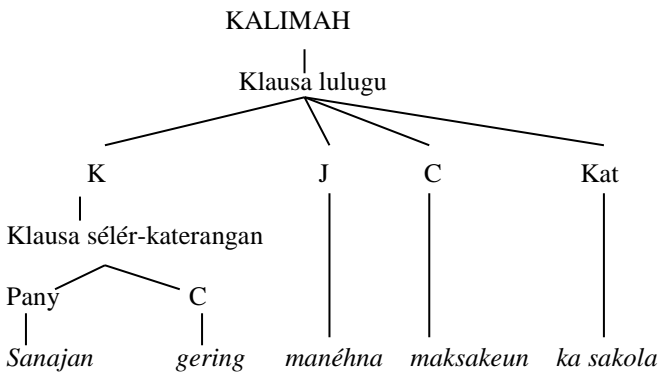 KALIMAH
Klausa lulugu
K J C Kat
Klausa sélér-katerangan
Pany C
Sanajan gering manéhna maksakeun ka sakola